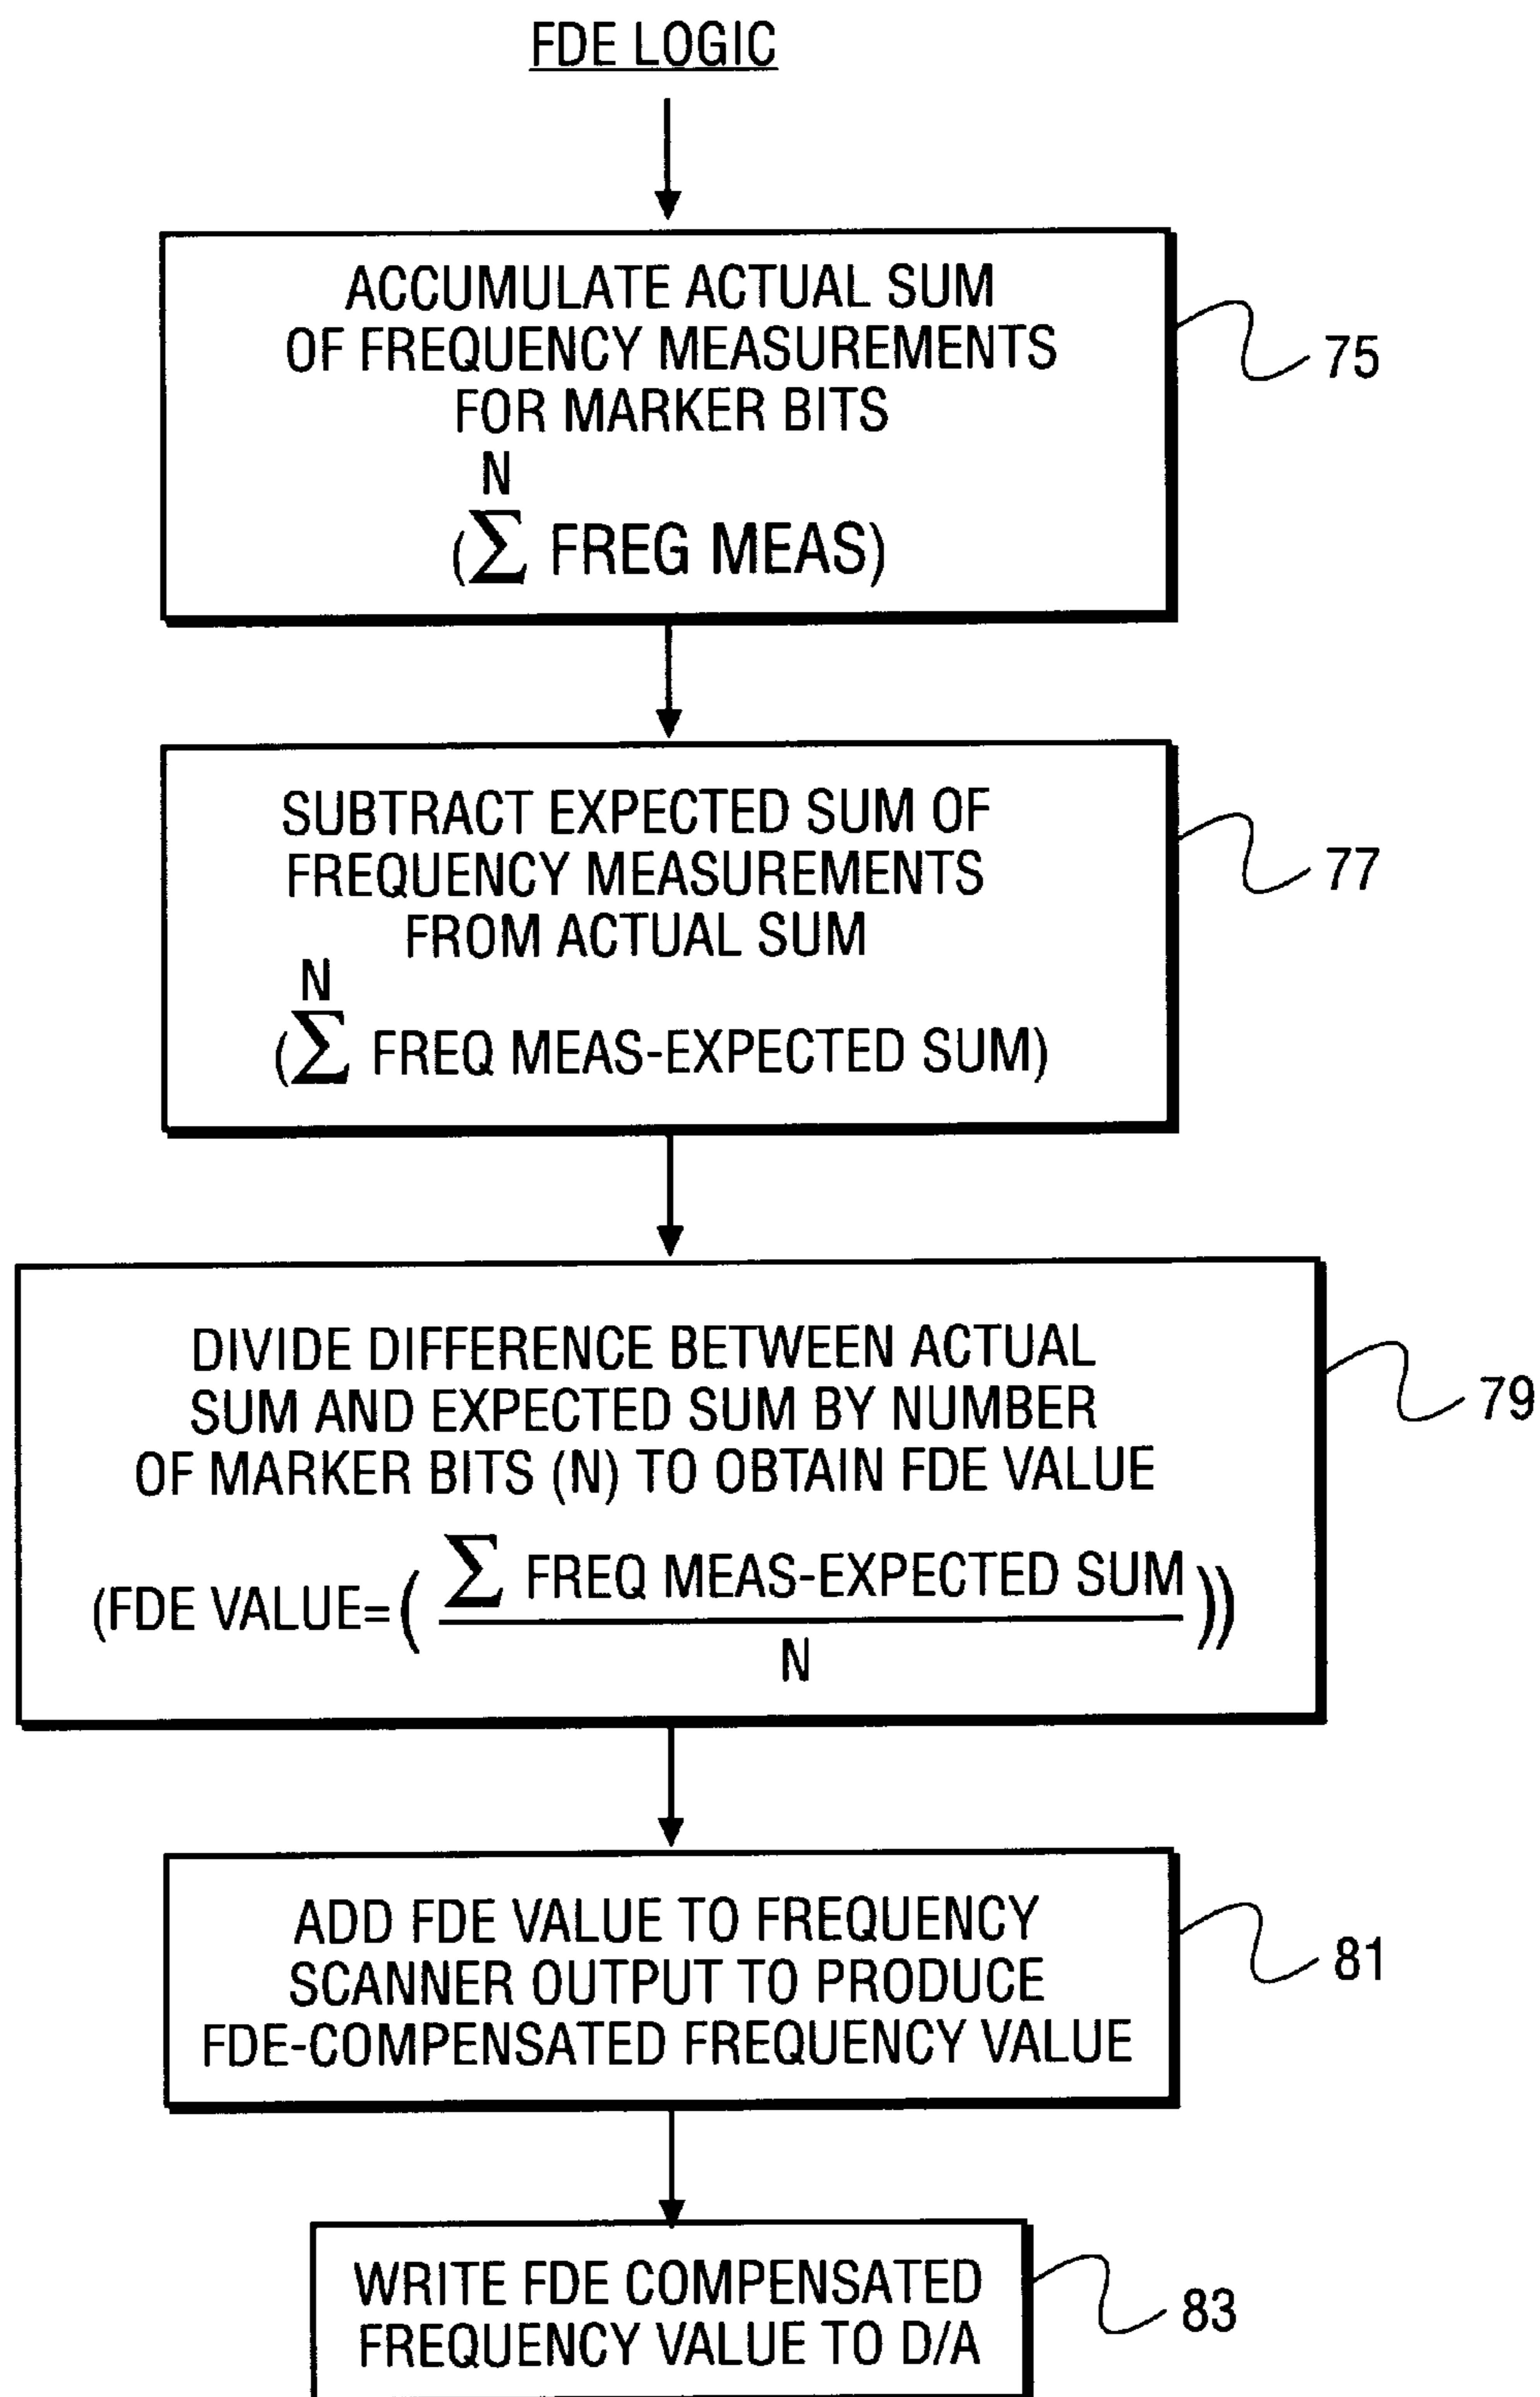 FDE LOGIC
ACCUMULATE ACTUAL SUM
OF FREQUENCY MEASUREMENTS
FOR MARKER BITS
N
(Σ FREG MEAS)
75
SUBTRACT EXPECTED SUM OF
FREQUENCY MEASUREMENTS
FROM ACTUAL SUM
N
(Σ FREQ MEAS-EXPECTED SUM)
77
DIVIDE DIFFERENCE BETWEEN ACTUAL
SUM AND EXPECTED SUM BY NUMBER
OF MARKER BITS (N) TO OBTAIN FDE VALUE
(FDE VALUE=( Σ FREQ MEAS-EXPECTED SUM ))
N
79
ADD FDE VALUE TO FREQUENCY
SCANNER OUTPUT TO PRODUCE
FDE-COMPENSATED FREQUENCY VALUE
81
WRITE FDE COMPENSATED
FREQUENCY VALUE TO D/A
83